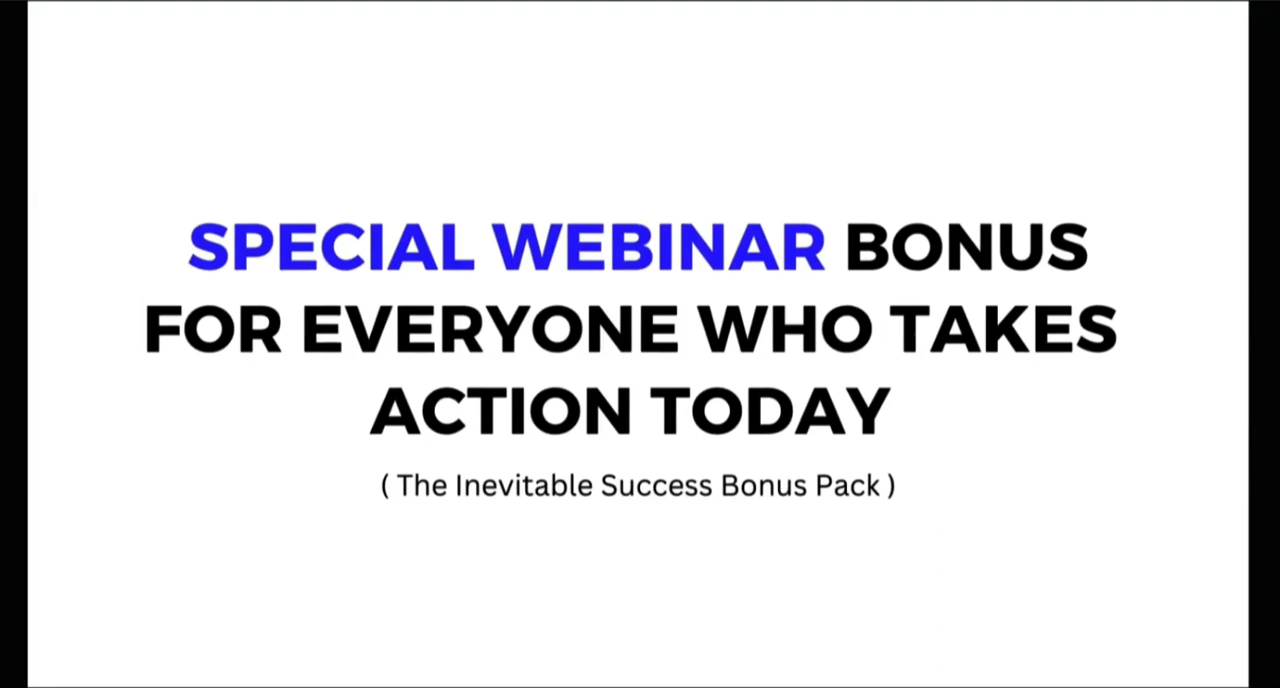 SPECIAL WEBINAR BONUS
FOR EVERYONE WHO TAKES
ACTION TODAY
( The Inevitable Success Bonus Pack )